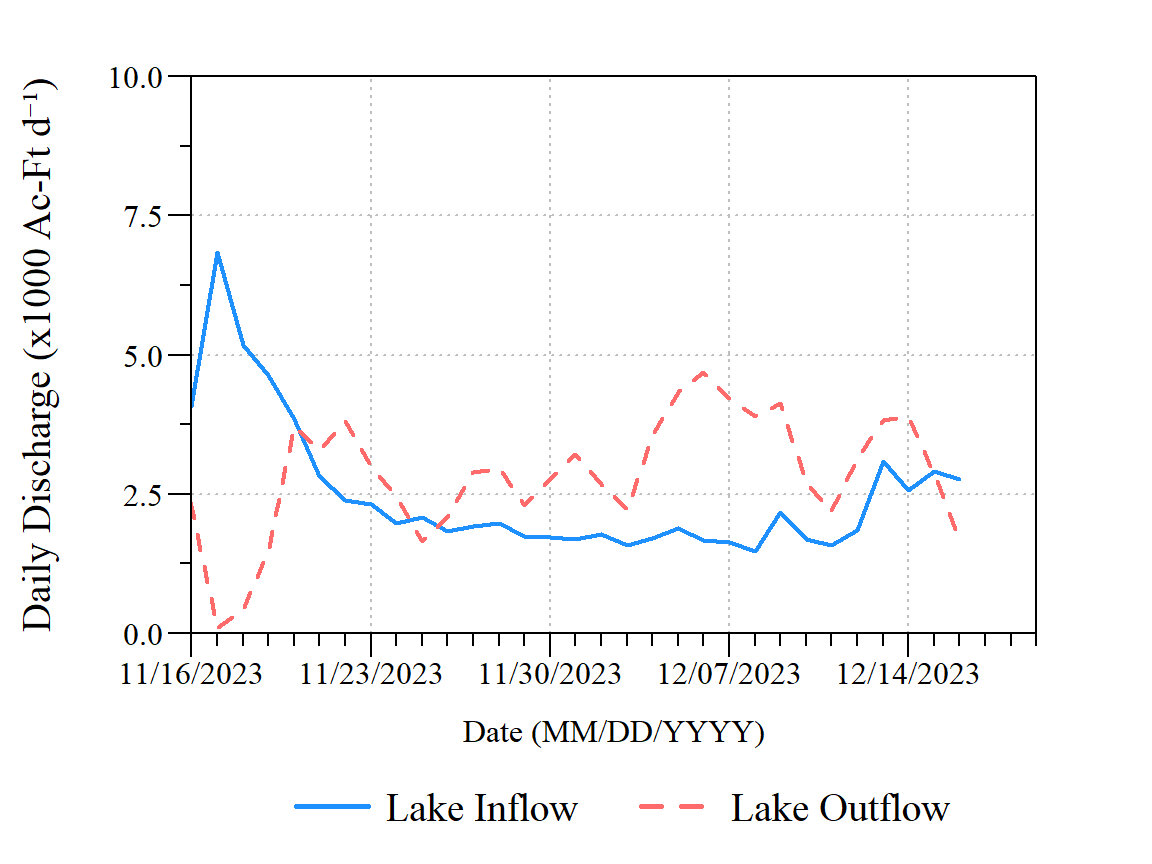 Daily Discharge (x1000 Ac-Ft d⁻¹)
10.0
7.5
5.0
2.5
0.0
11/16/2023 11/23/2023 11/30/2023 12/07/2023 12/14/2023
Date (MM/DD/YYYY)
Lake Inflow Lake Outflow